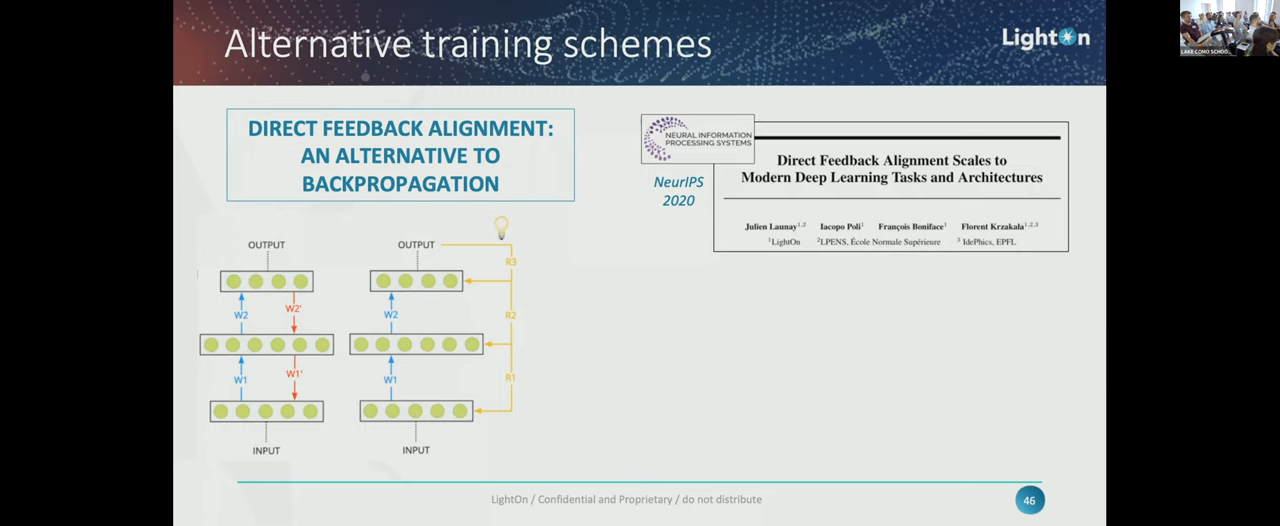 Alternative training schemes
LightOn
LAKE COMO SCHOO...
DIRECT FEEDBACK ALIGNMENT:
AN ALTERNATIVE TO
BACKPROPAGATION
NEURAL INFORMATION
PROCESSING SYSTEMS
NeurIPS
2020
Direct Feedback Alignment Scales to
Modern Deep Learning Tasks and Architectures
Julien Launay1,2 Iacopo Poli1 François Boniface1 Florent Krzakala1,2,3
1LightOn 2LPENS, École Normale Supérieure 3 IdePhics, EPFL
OUTPUT
W2
W2'
W1
W1'
INPUT
OUTPUT
R3
W2
R2
W1
R1
INPUT
LightOn / Confidential and Proprietary / do not distribute
46